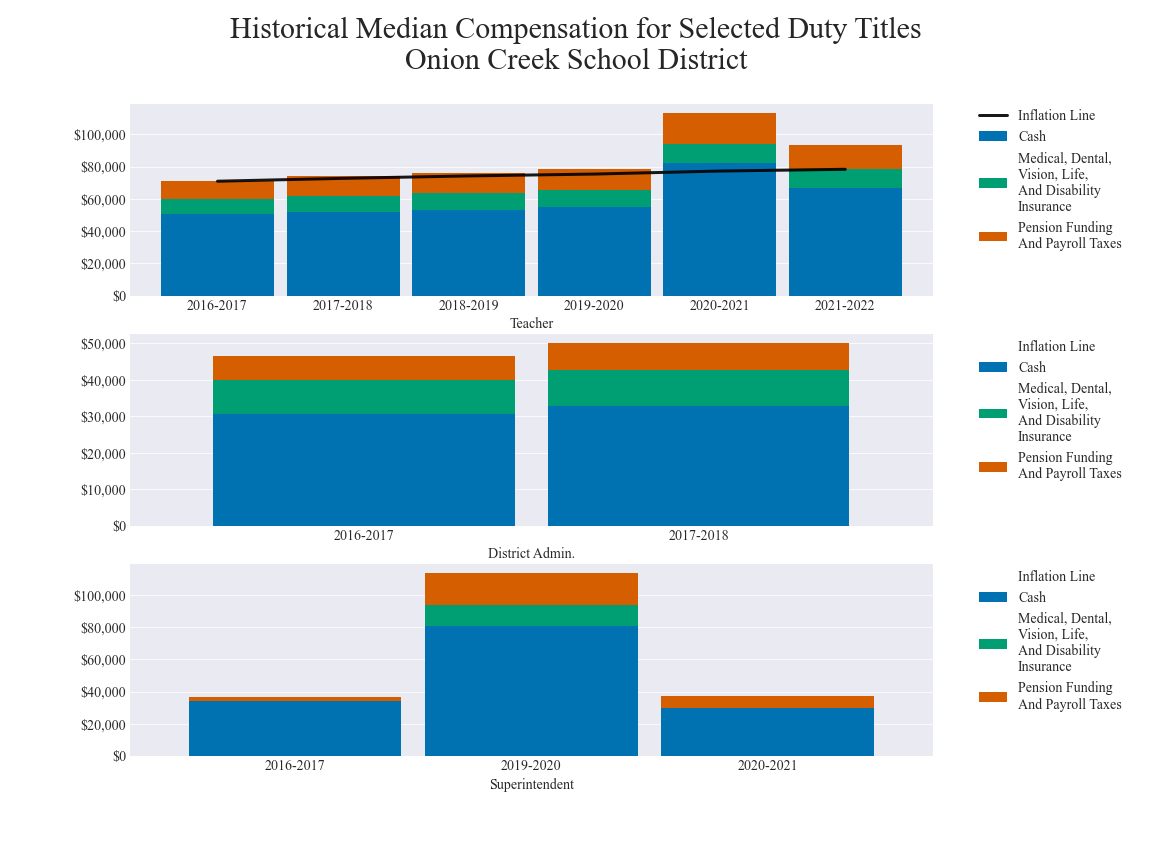 Historical Median Compensation for Selected Duty Titles
Onion Creek School District
$100,000
$80,000
$60,000
$40,000
$20,000
$0
2016-2017 2017-2018 2018-2019 2019-2020 2020-2021 2021-2022
Teacher
Inflation Line
Cash
Medical, Dental,
Vision, Life,
And Disability
Insurance
Pension Funding
And Payroll Taxes
$50,000
$40,000
$30,000
$20,000
$10,000
$0
2016-2017 2017-2018
District Admin.
Inflation Line
Cash
Medical, Dental,
Vision, Life,
And Disability
Insurance
Pension Funding
And Payroll Taxes
$100,000
$80,000
$60,000
$40,000
$20,000
$0
2016-2017 2019-2020 2020-2021
Superintendent
Inflation Line
Cash
Medical, Dental,
Vision, Life,
And Disability
Insurance
Pension Funding
And Payroll Taxes